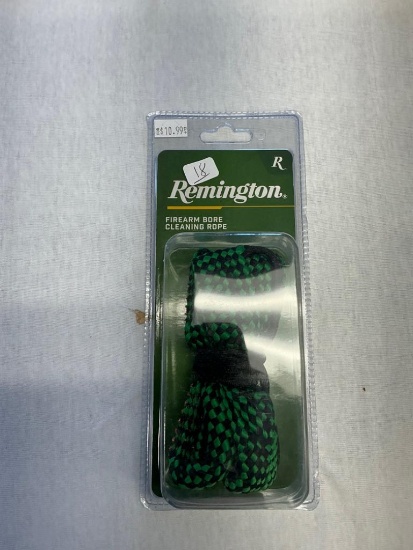 $10.99
18
R
Remington
FIREARM BORE
CLEANING ROPE